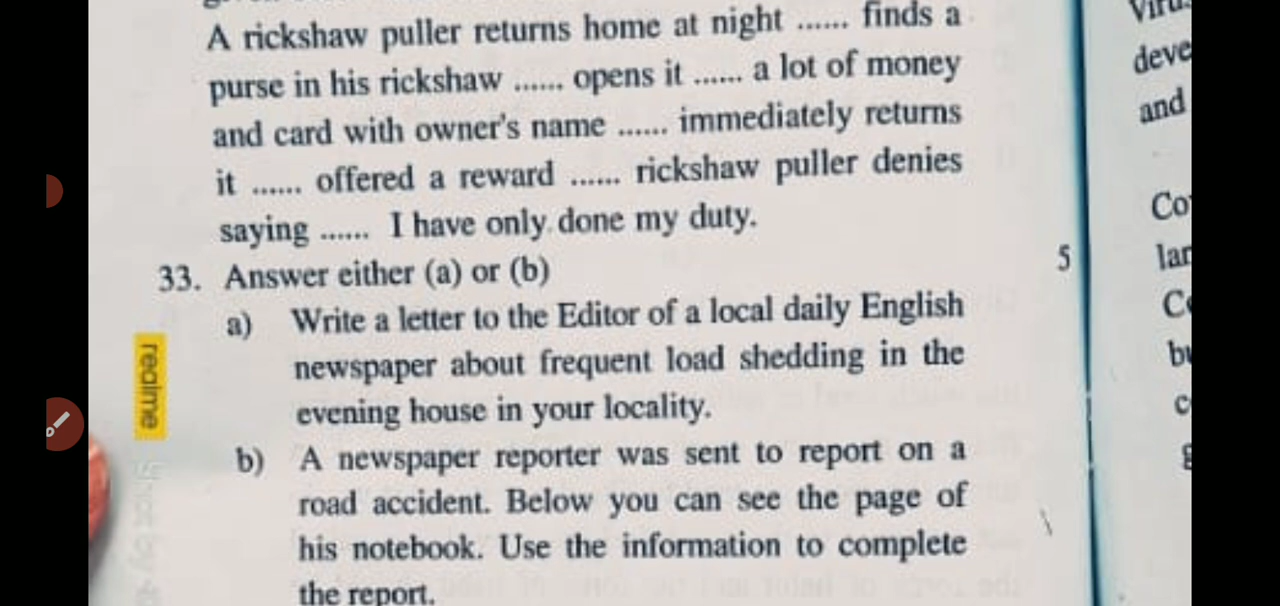 A rickshaw puller returns home at night ...... finds a
purse in his rickshaw ...... opens it ...... a lot of money
and card with owner's name ...... immediately returns
it ...... offered a reward ...... rickshaw puller denies
saying ...... I have only done my duty.
33. Answer either (a) or (b) 5
a) Write a letter to the Editor of a local daily English
newspaper about frequent load shedding in the
evening house in your locality.
b) A newspaper reporter was sent to report on a
road accident. Below you can see the page of
his notebook. Use the information to complete
the report.
realme
deve
and